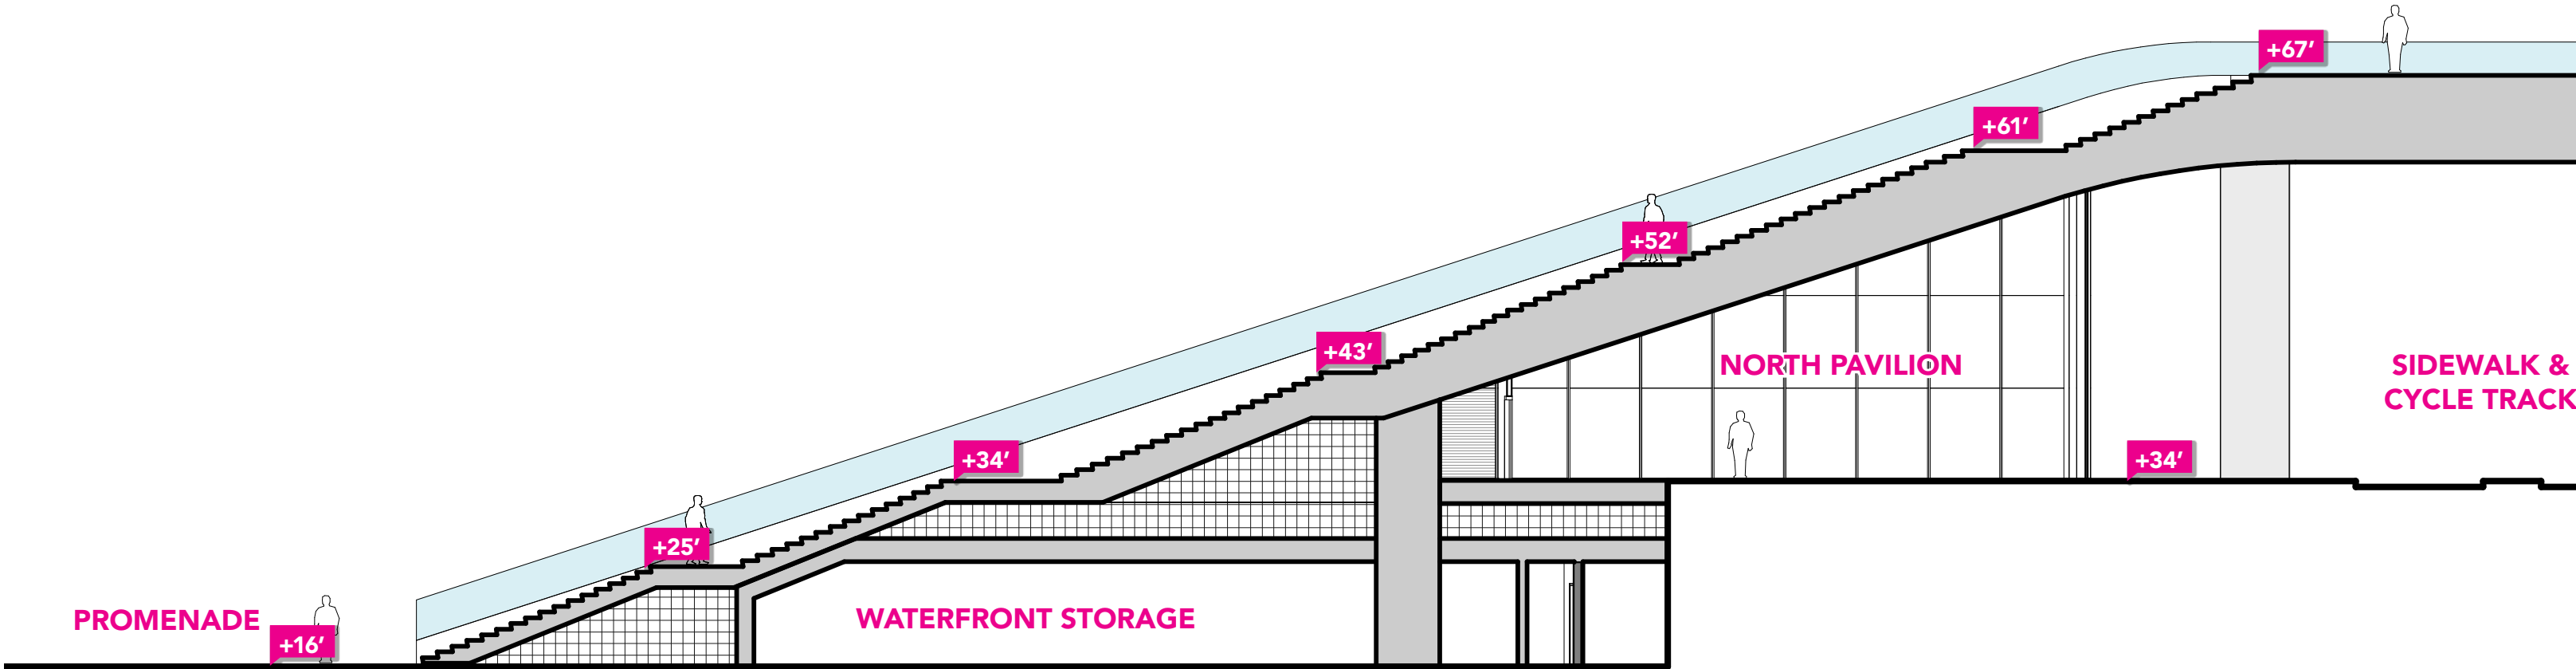 +67’
+61’
+52’
+43’
NORTH PAVILION
SIDEWALK &
CYCLE TRACK
+34’
+34’
+25’
PROMENADE
WATERFRONT STORAGE
+16’